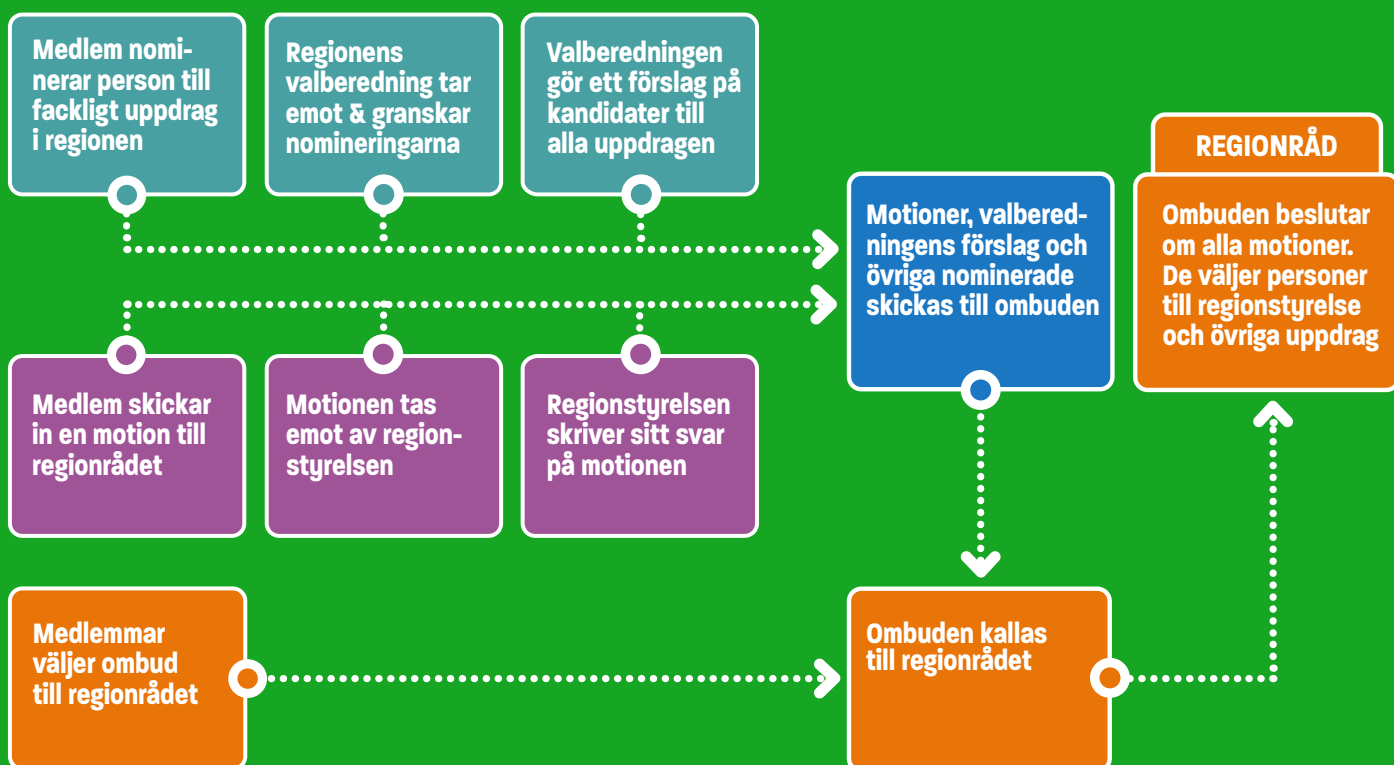 Medlem nomi-
nerar person till
fackligt uppdrag
i regionen
Regionens
valberedning tar
emot & granskar
nomineringarna
Valberedningen
gör ett förslag på
kandidater till
alla uppdragen
Motioner, valbered-
ningens förslag och
övriga nominerade
skickas till ombuden
REGIONRÅD
Ombuden beslutar
om alla motioner.
De väljer personer
till regionstyrelse
och övriga uppdrag
Medlem skickar
in en motion till
regionrådet
Motionen tas
emot av region-
styrelsen
Regionstyrelsen
skriver sitt svar
på motionen
Medlemmar
väljer ombud
till regionrådet
Ombuden kallas
till regionrådet